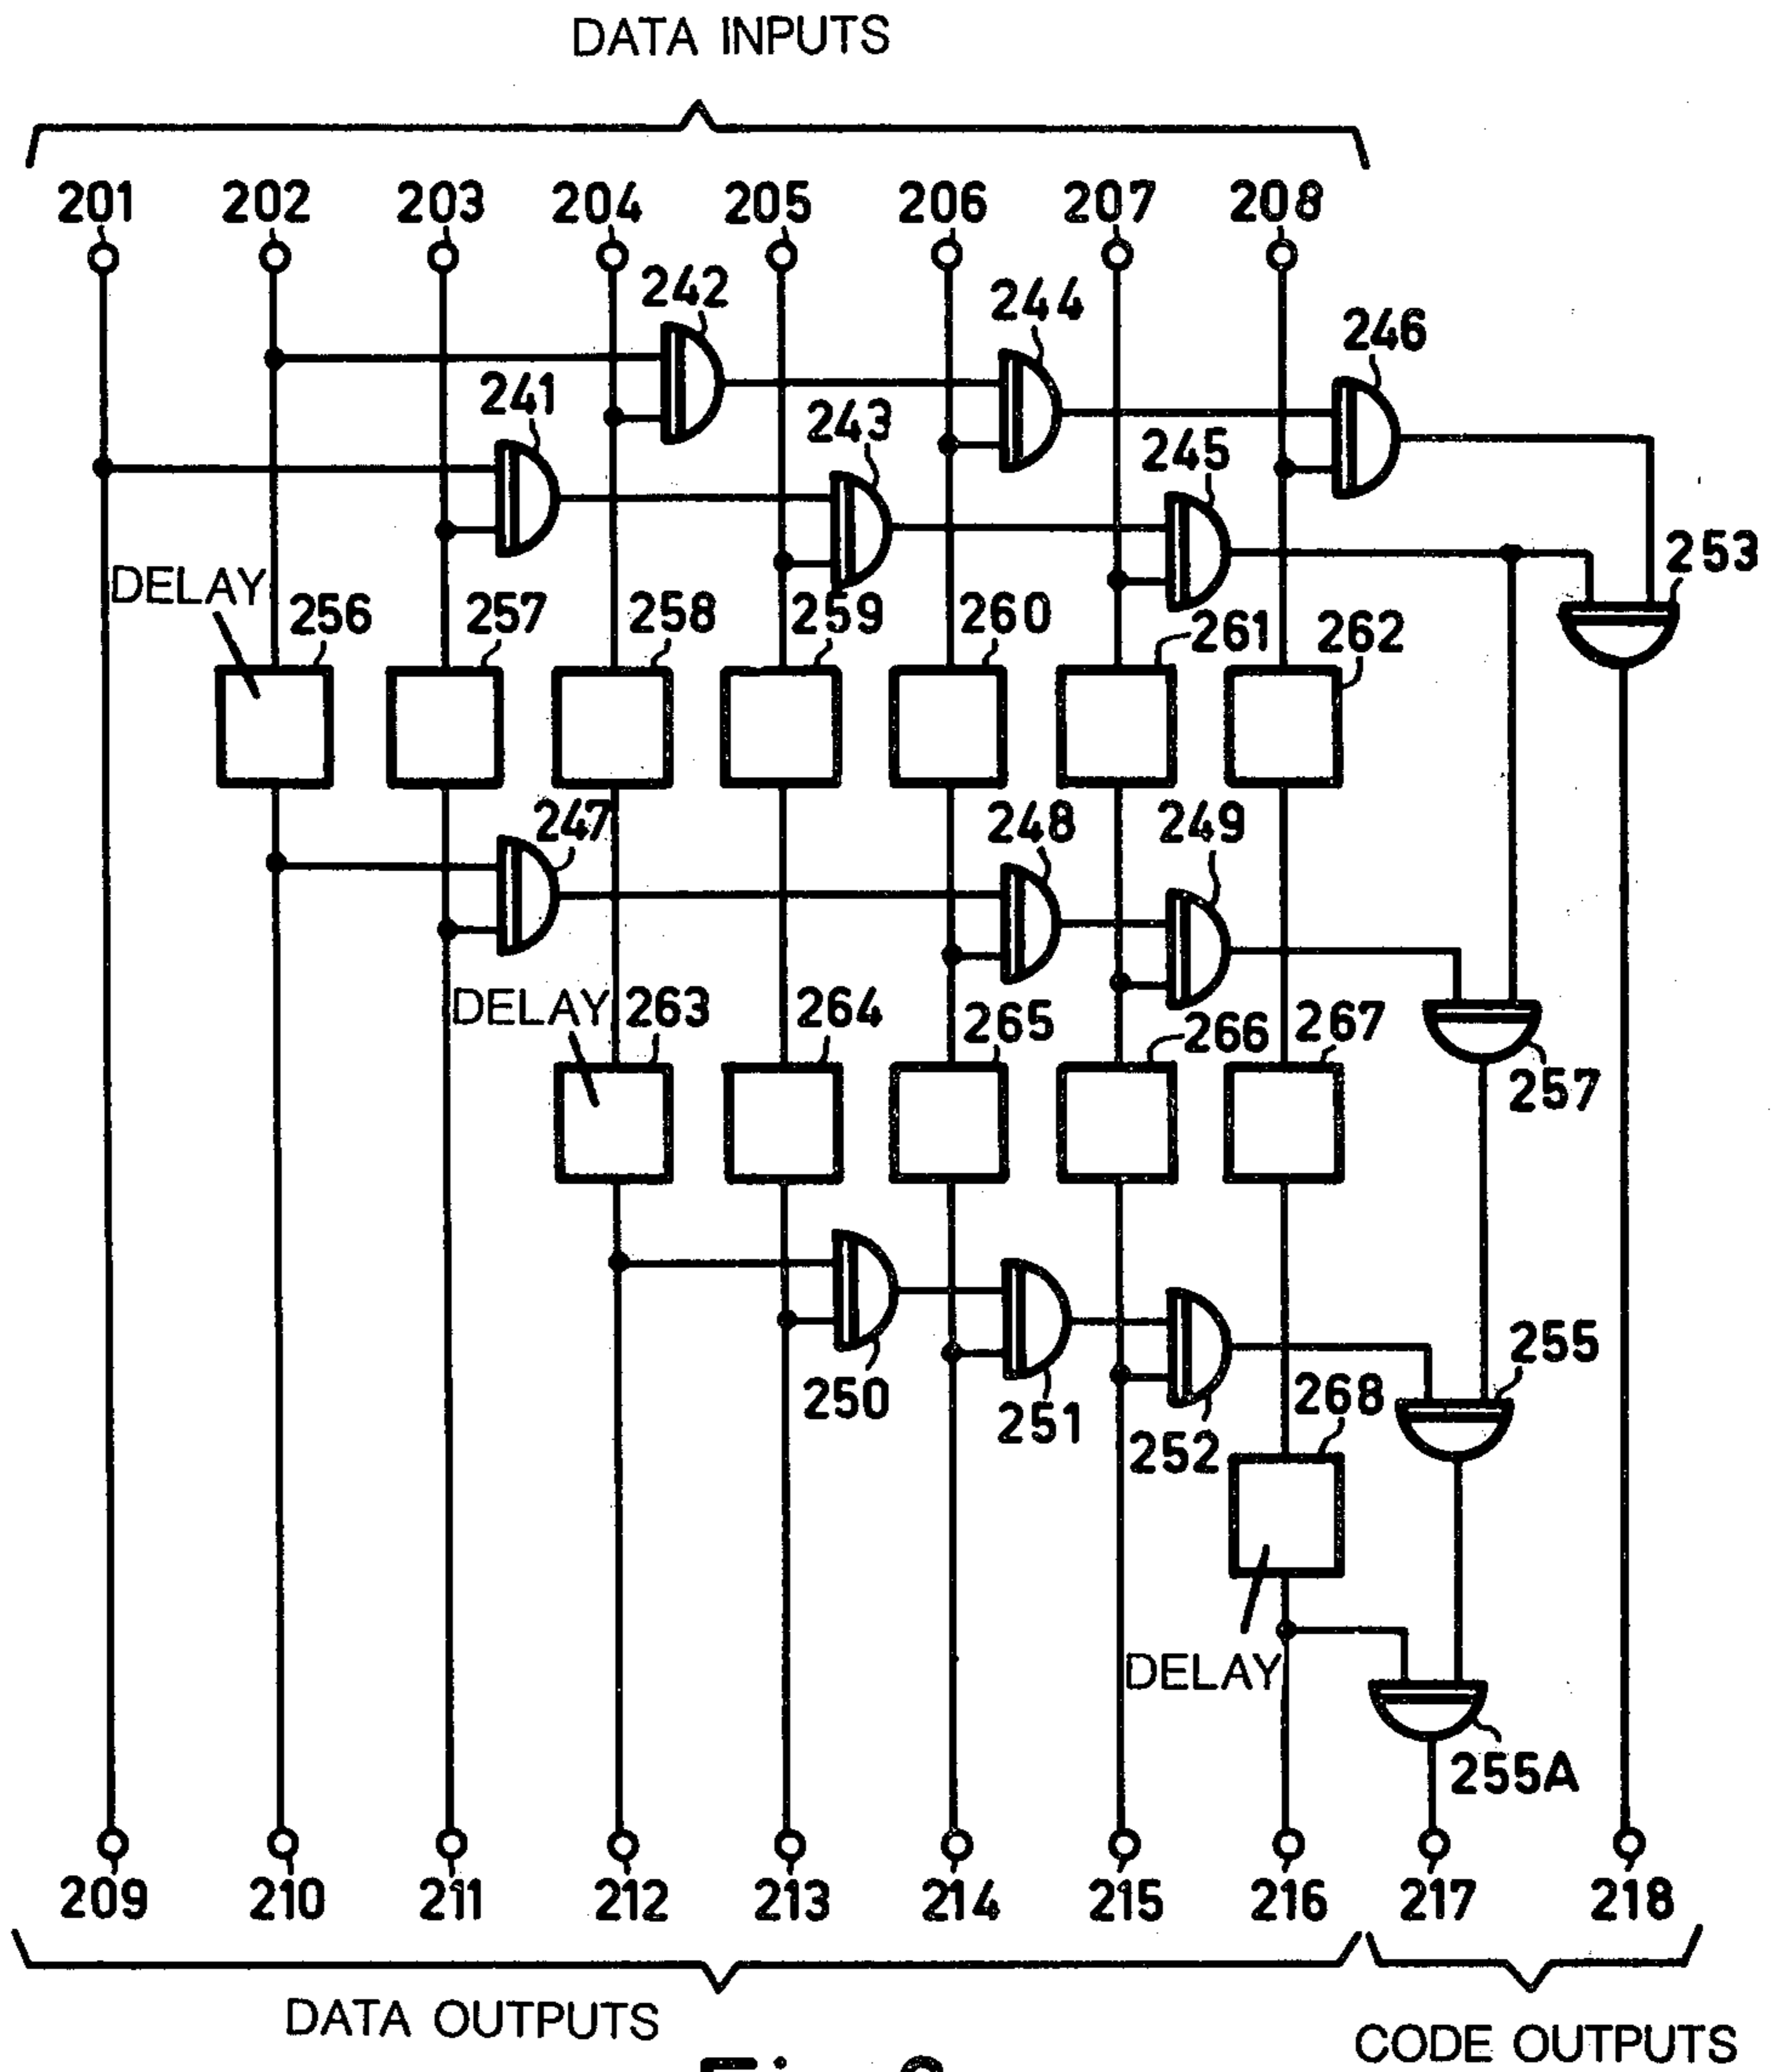 DATA INPUTS
201 202 203 204 205 206 207 208
242 244 246
241 243 245
253
DELAY 256 257 258 259 260 261 262
247 248 249
DELAY 263 264 265 266 267
257
250 251 252 268 255
DELAY
255A
209 210 211 212 213 214 215 216 217 218
DATA OUTPUTS
CODE OUTPUTS